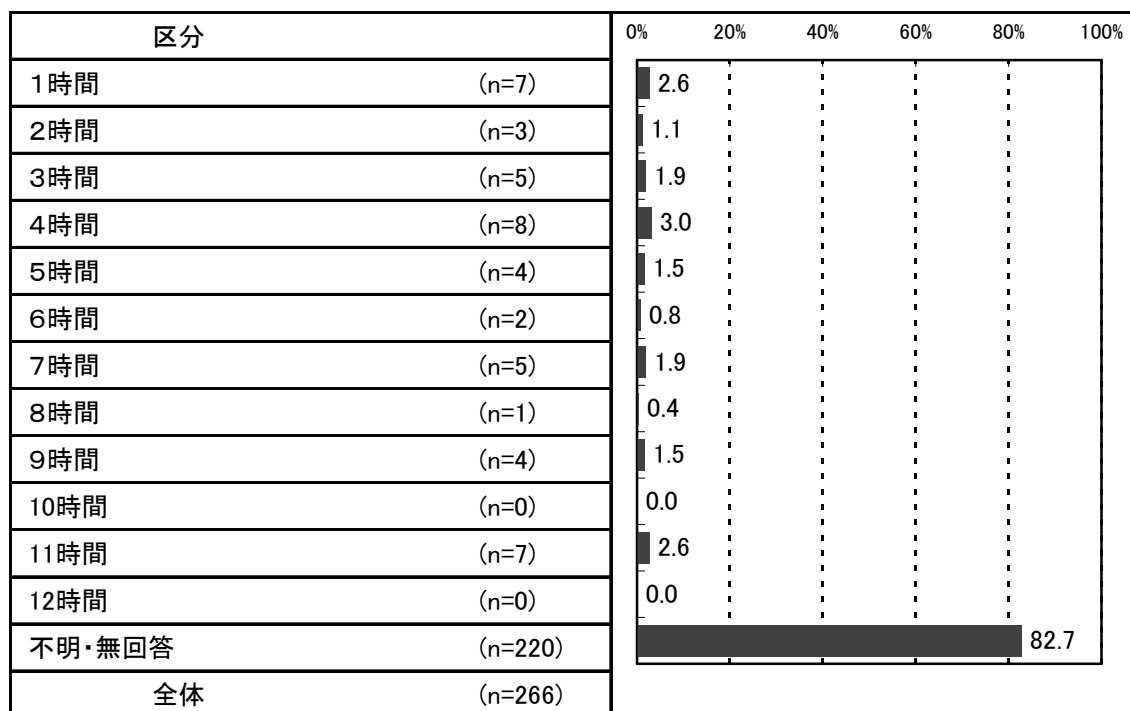 区分 0% 20% 40% 60% 80% 100%
1時間 (n=7) 2.6
2時間 (n=3) 1.1
3時間 (n=5) 1.9
4時間 (n=8) 3.0
5時間 (n=4) 1.5
6時間 (n=2) 0.8
7時間 (n=5) 1.9
8時間 (n=1) 0.4
9時間 (n=4) 1.5
10時間 (n=0) 0.0
11時間 (n=7) 2.6
12時間 (n=0) 0.0
不明・無回答 (n=220) 82.7
全体 (n=266)